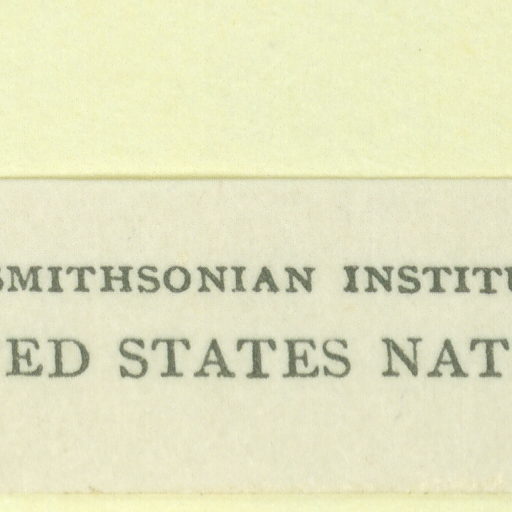 SMITHSONIAN INSTITU
ED STATES NAT